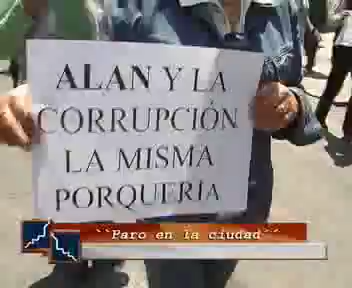 ALAN Y LA
CORRUPCIÓN
LA MISMA
PORQUERIA
``Paro en la ciudad´´